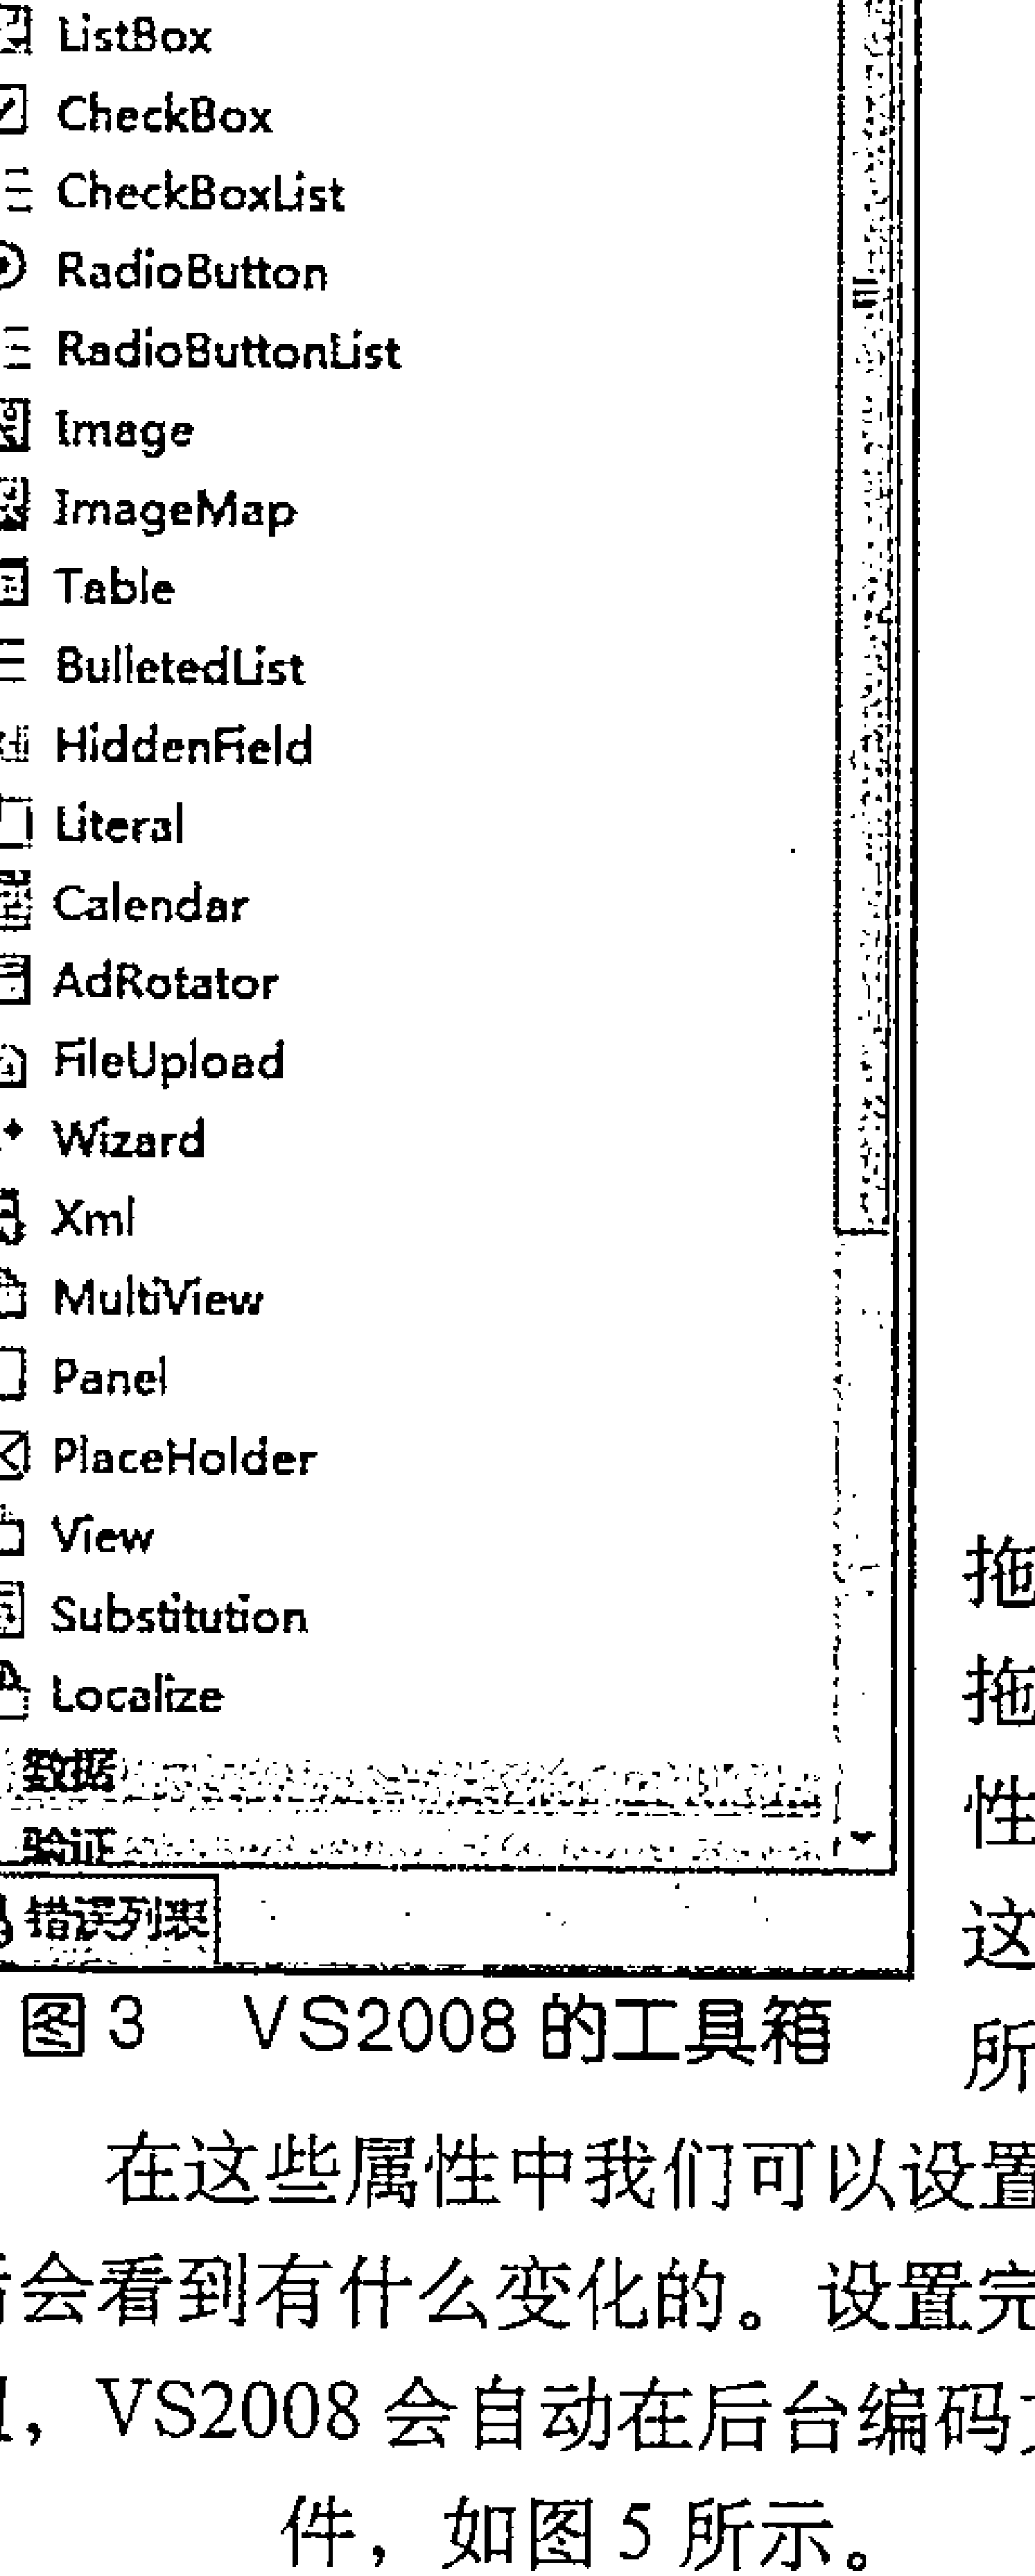 ListBox
CheckBox
CheckBoxList
RadioButton
RadioButtonList
Image
ImageMap
Table
BulletedList
HiddenField
Literal
Calendar
AdRotator
FileUpload
Wizard
Xml
MultiView
Panel
PlaceHolder
View
Substitution
Localize
数据
验证
错误列表
图 3 VS2008 的工具箱
拖
拖
性
这
所
在这些属性中我们可以设置
会看到有什么变化的。设置完
，VS2008 会自动在后台编码
件，如图 5 所示。